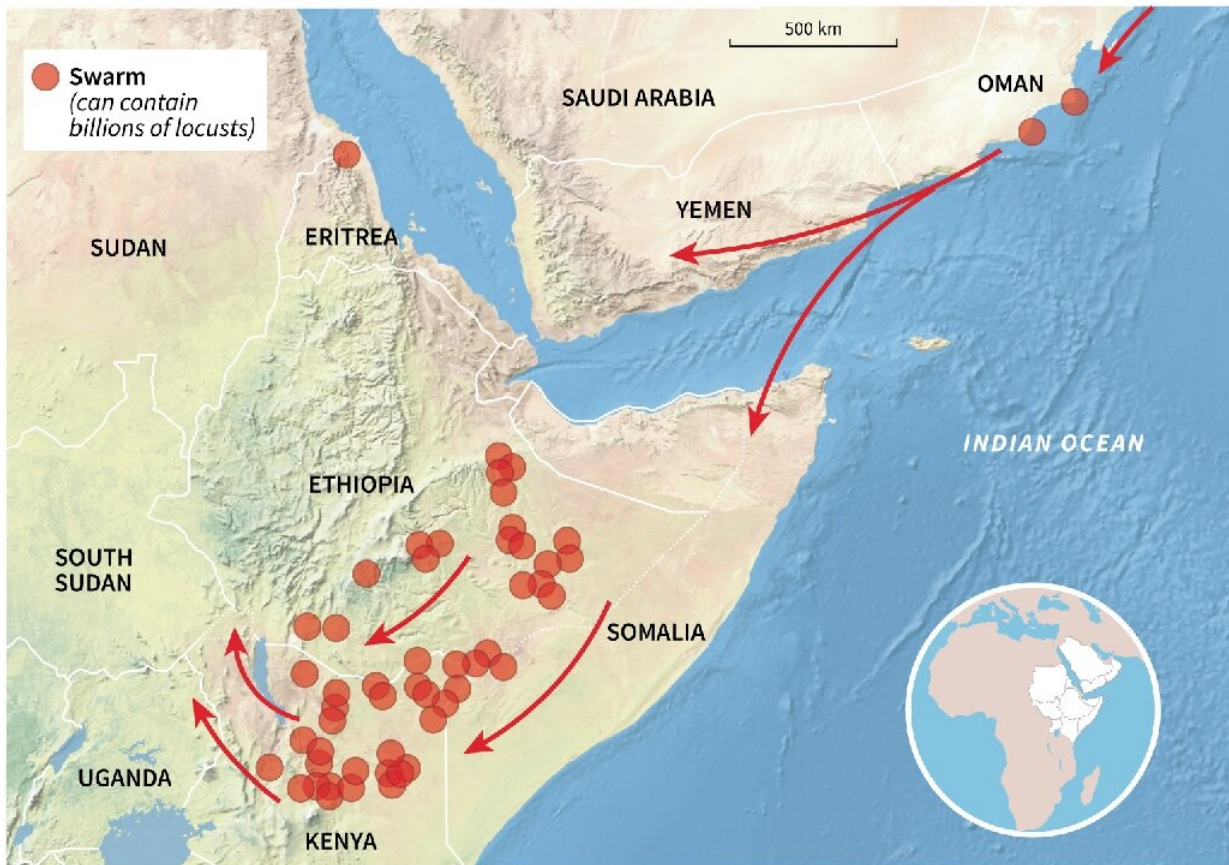 Swarm
(can contain
billions of locusts)
500 km
OMAN
SAUDI ARABIA
YEMEN
ERITREA
SUDAN
INDIAN OCEAN
ETHIOPIA
SOUTH
SUDAN
SOMALIA
UGANDA
KENYA